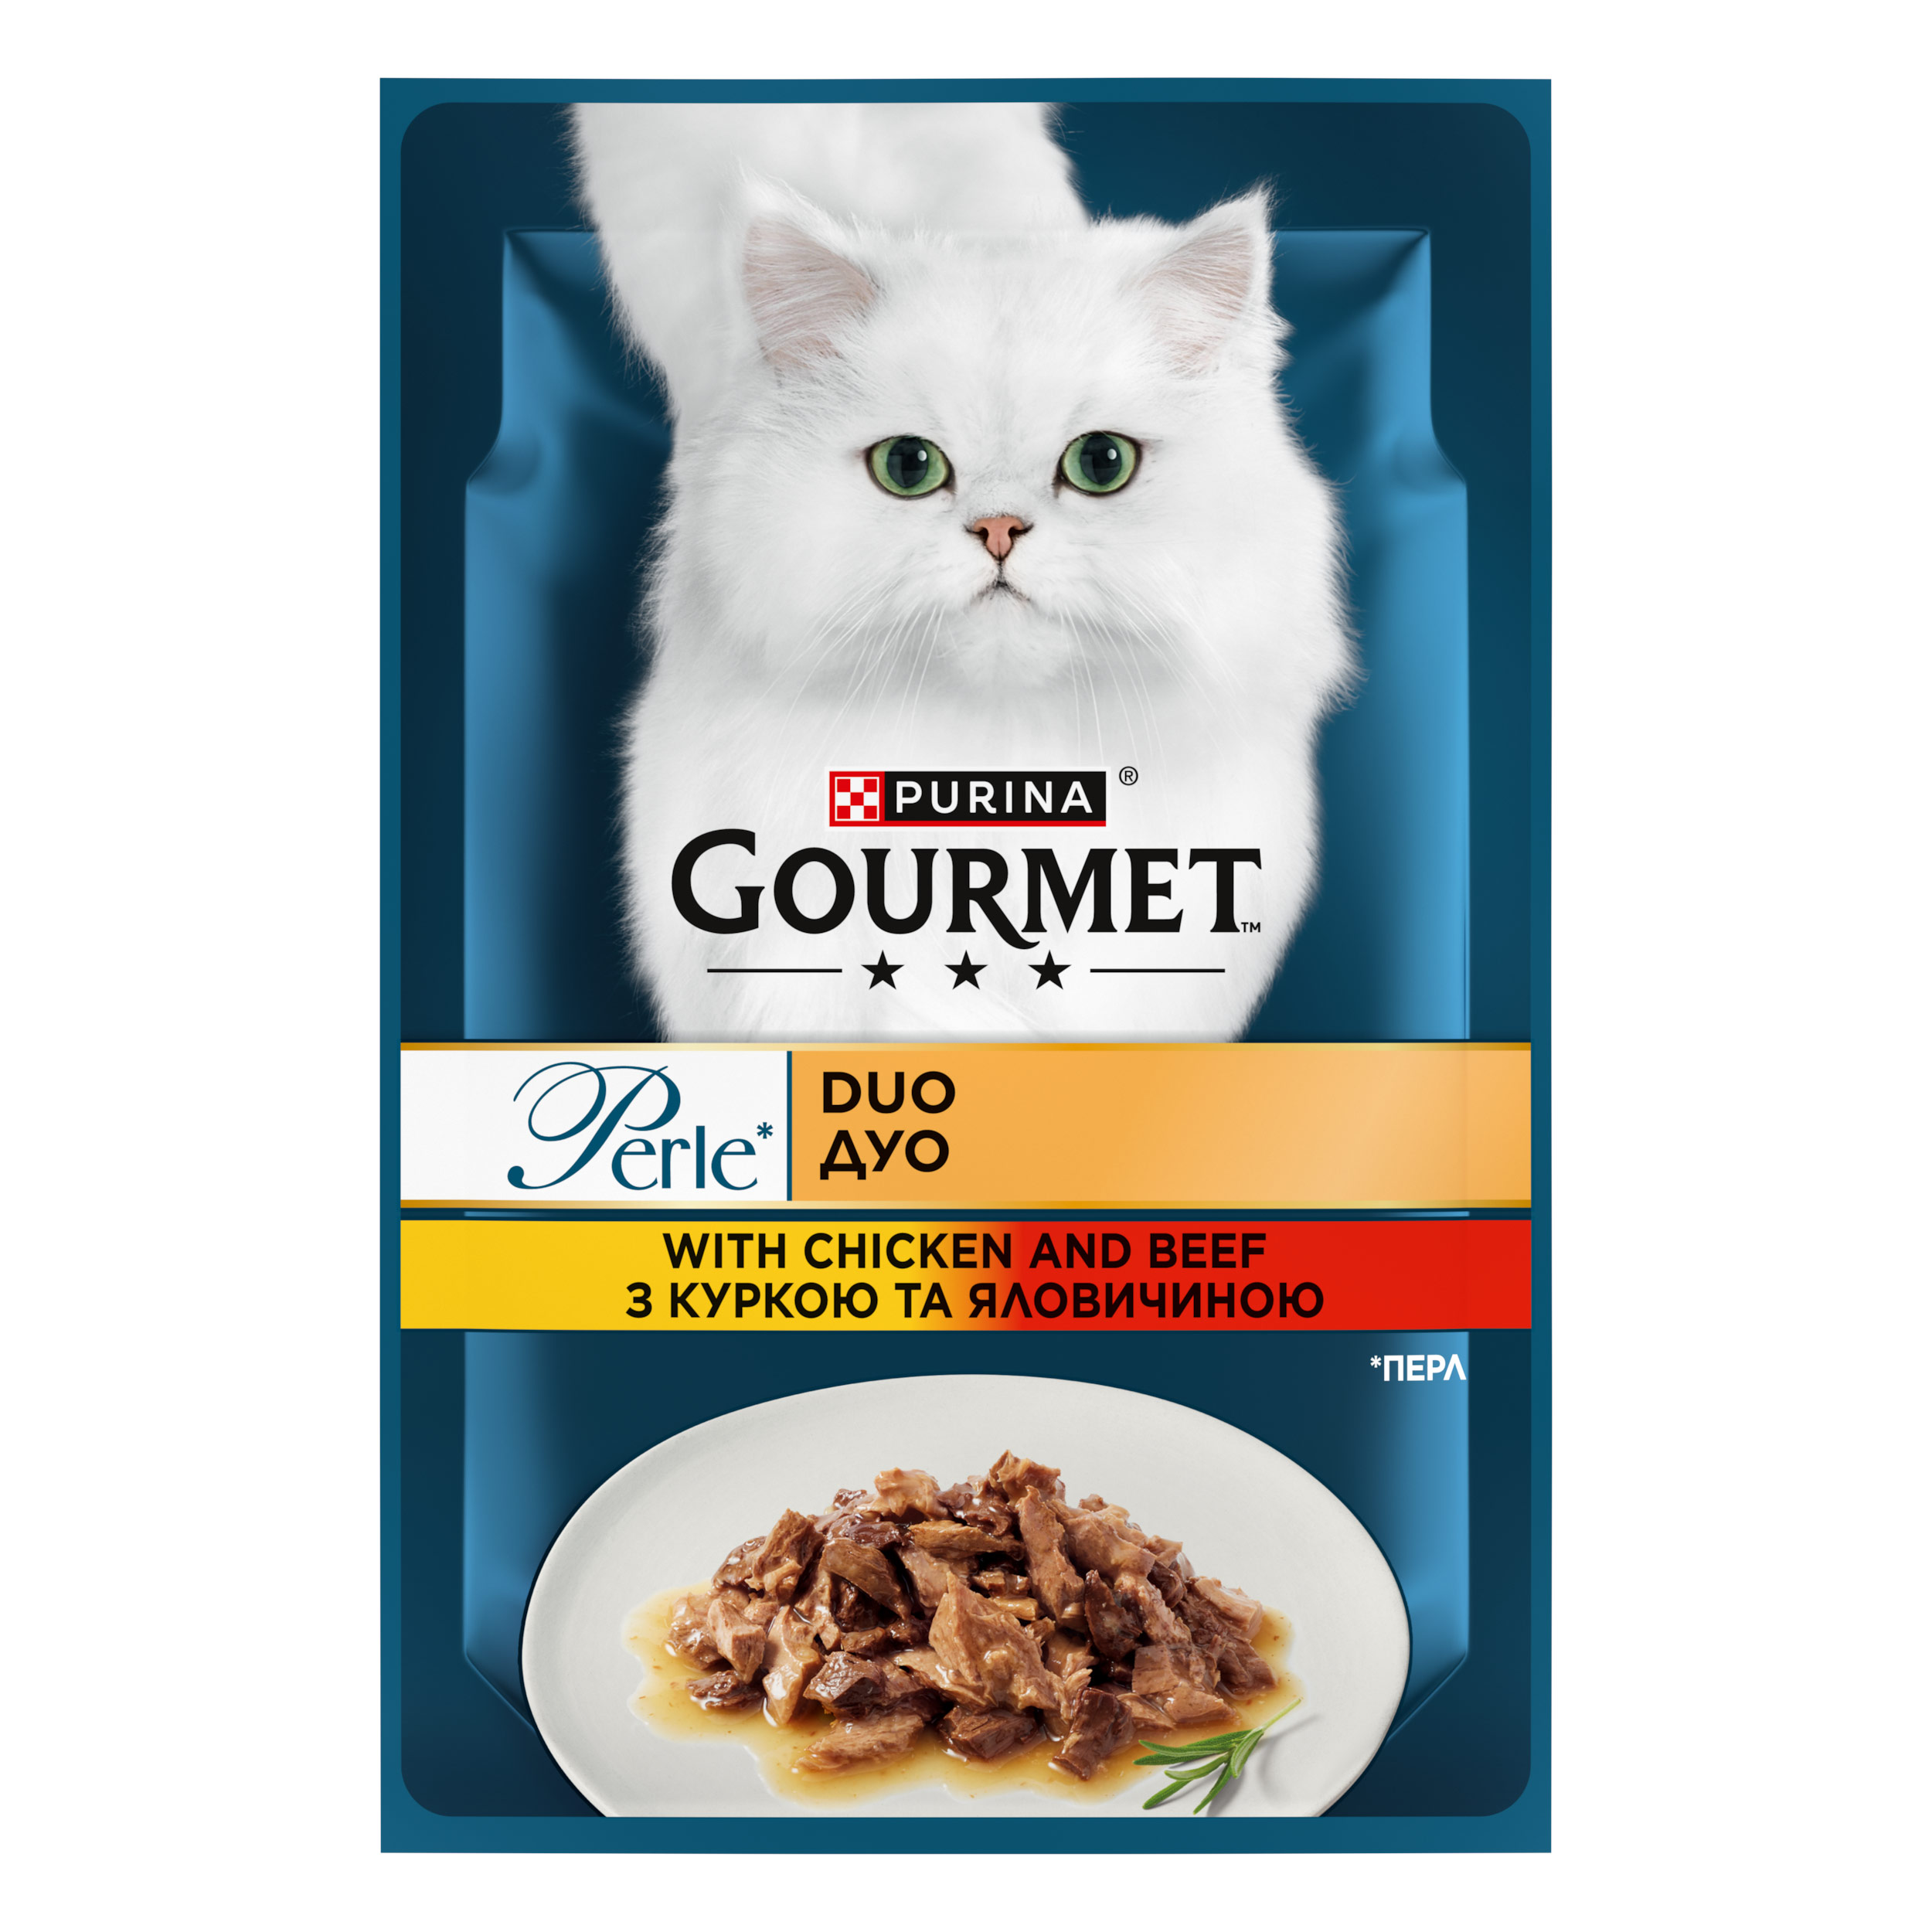 PURINA ®
GOURMET™
Perle*
DUO
ДУО
WITH CHICKEN AND BEEF
З КУРКОЮ ТА ЯЛОВИЧИНОЮ
*ПЕРЛ